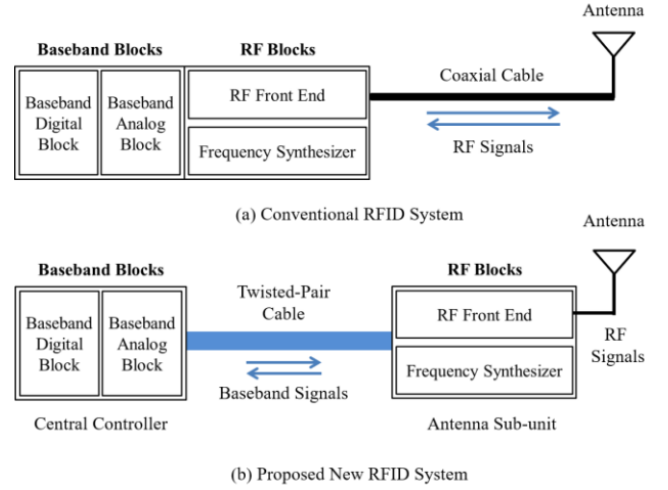 Antenna
Baseband Blocks
RF Blocks
Coaxial Cable
Baseband
Digital
Block
Baseband
Analog
Block
RF Front End
Frequency Synthesizer
RF Signals
(a) Conventional RFID System
Antenna
Baseband Blocks
RF Blocks
Twisted-Pair
Cable
Baseband
Digital
Block
Baseband
Analog
Block
RF Front End
Frequency Synthesizer
RF
Signals
Baseband Signals
Central Controller
Antenna Sub-unit
(b) Proposed New RFID System